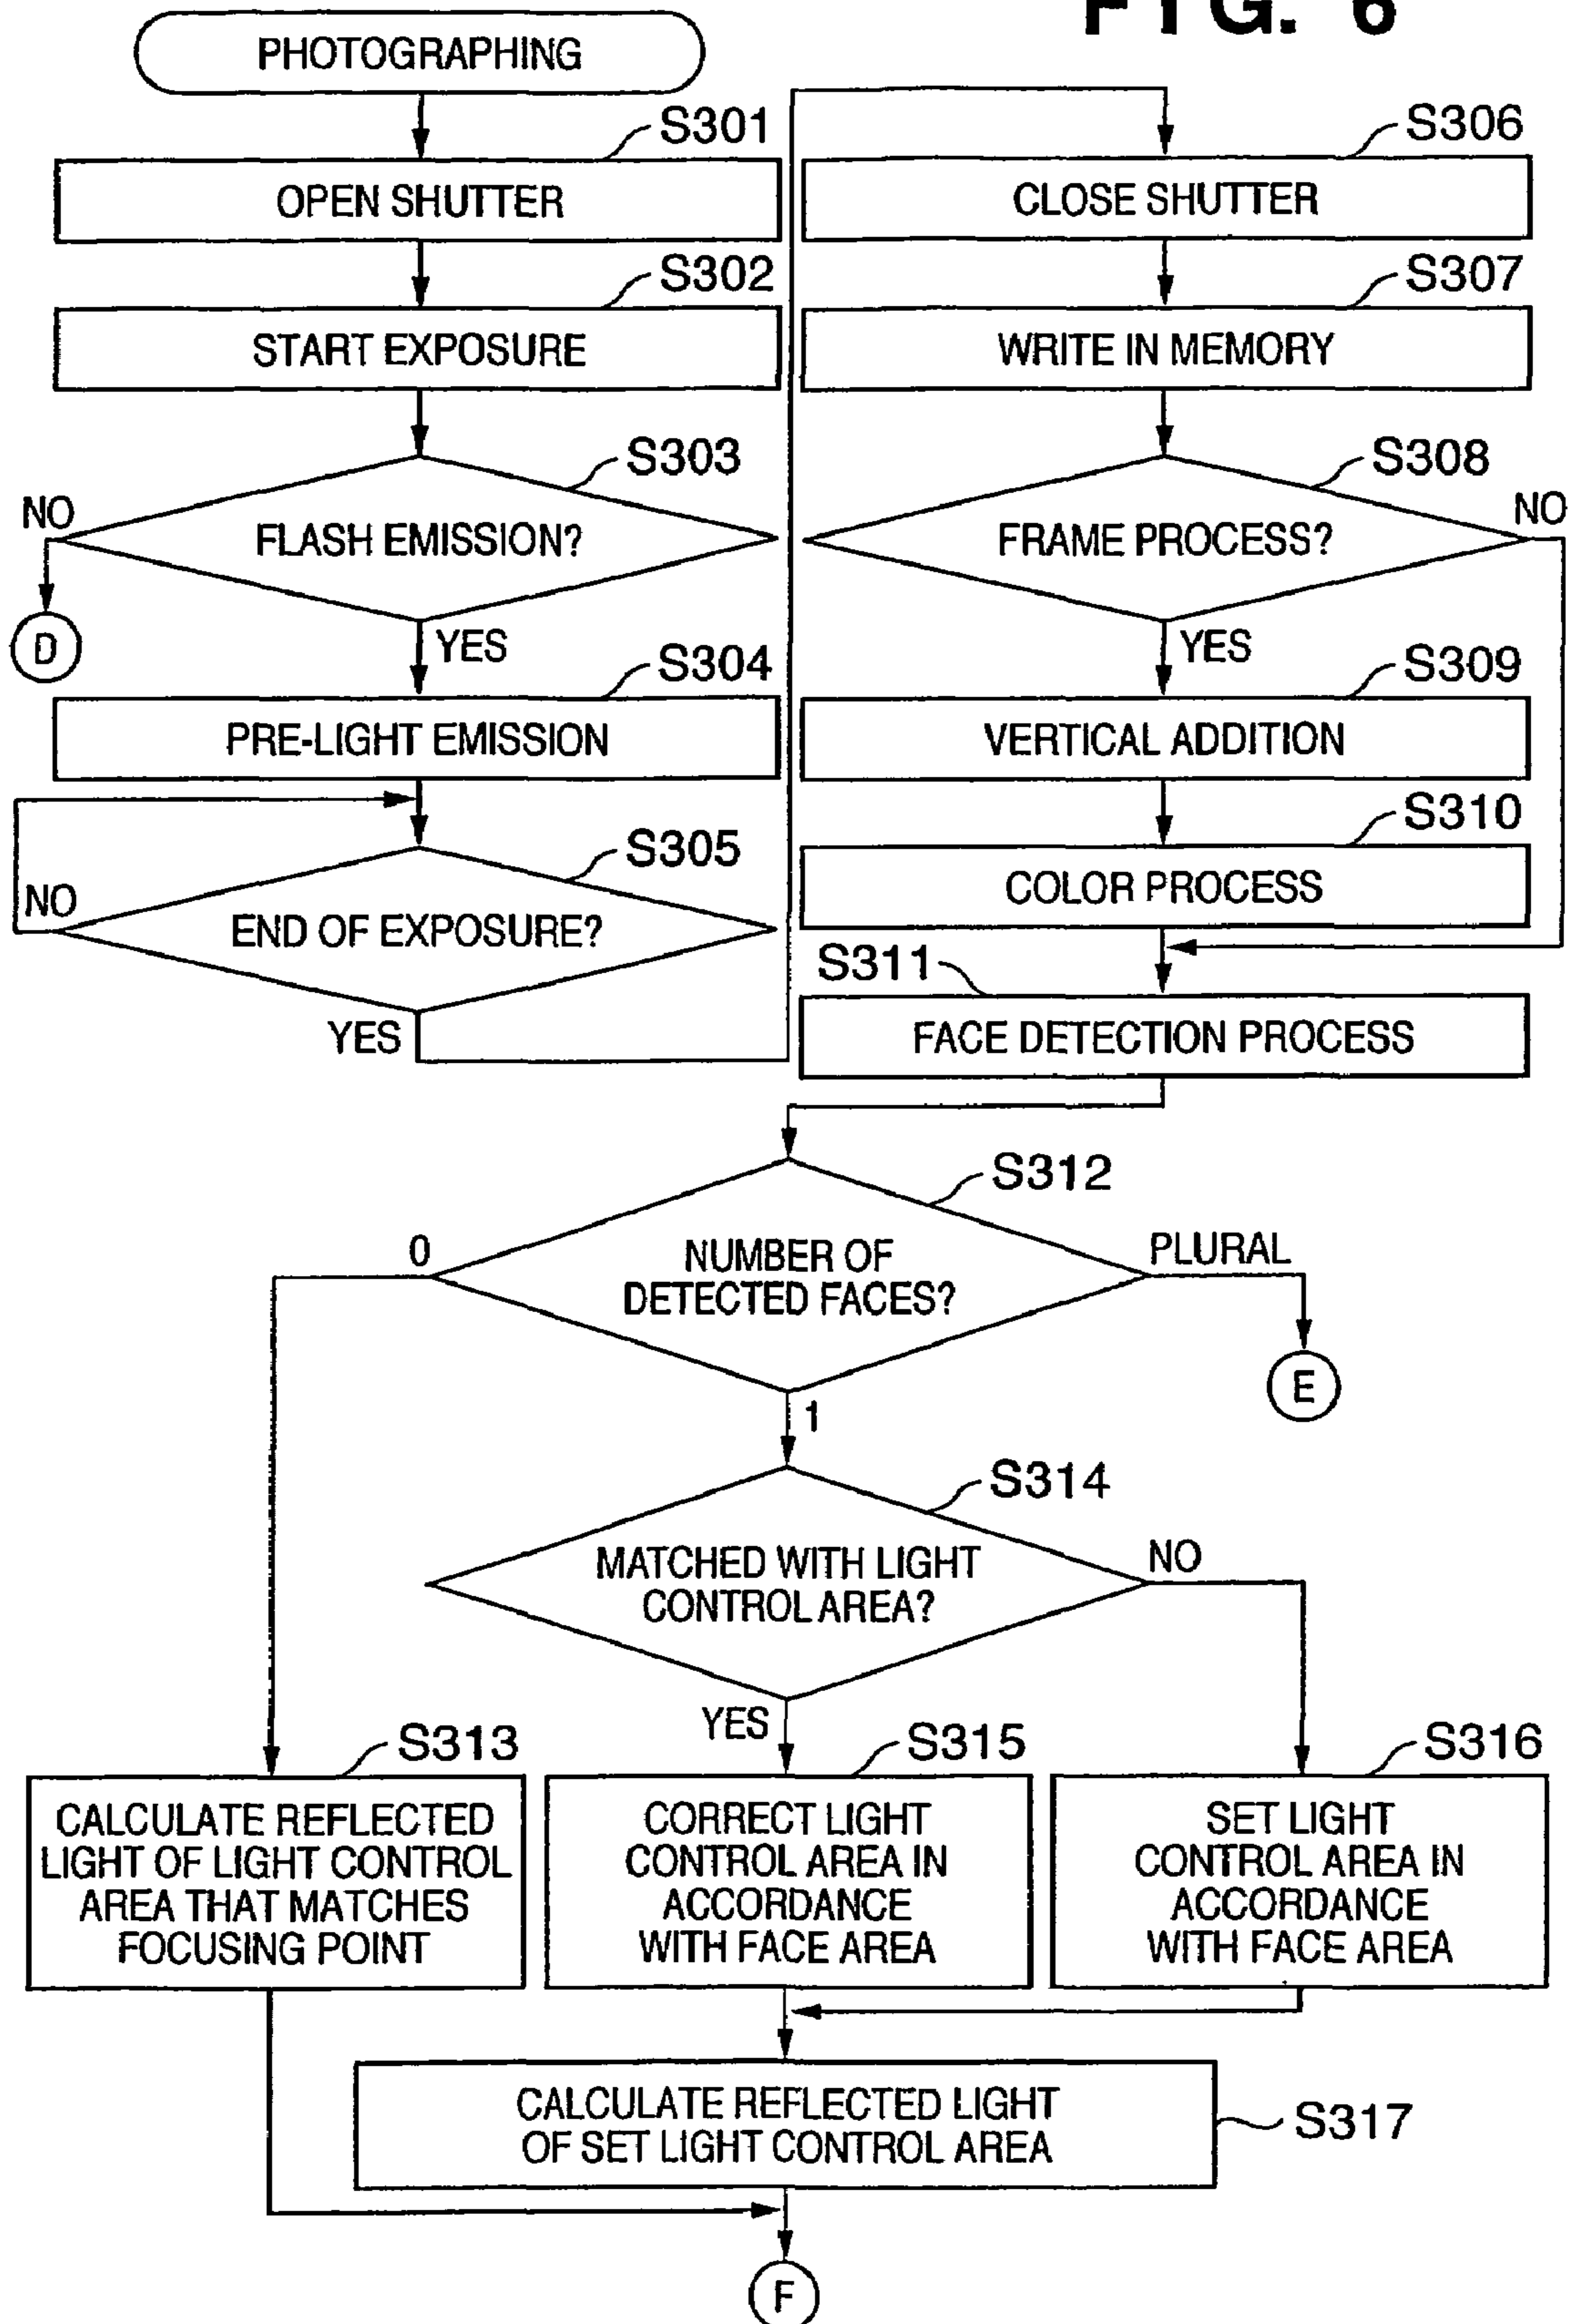 FIG. 6
PHOTOGRAPHING
S301
OPEN SHUTTER
S302
START EXPOSURE
S303
NO
FLASH EMISSION?
D
YES
S304
PRE-LIGHT EMISSION
S305
NO
END OF EXPOSURE?
YES
S306
CLOSE SHUTTER
S307
WRITE IN MEMORY
S308
NO
FRAME PROCESS?
YES
S309
VERTICAL ADDITION
S310
COLOR PROCESS
S311
FACE DETECTION PROCESS
S312
0
NUMBER OF
DETECTED FACES?
PLURAL
E
1
S314
MATCHED WITH LIGHT
CONTROL AREA?
NO
YES
S313
CALCULATE REFLECTED
LIGHT OF LIGHT CONTROL
AREA THAT MATCHES
FOCUSING POINT
S315
CORRECT LIGHT
CONTROL AREA IN
ACCORDANCE
WITH FACE AREA
S316
SET LIGHT
CONTROL AREA IN
ACCORDANCE
WITH FACE AREA
CALCULATE REFLECTED LIGHT
OF SET LIGHT CONTROL AREA
S317
F